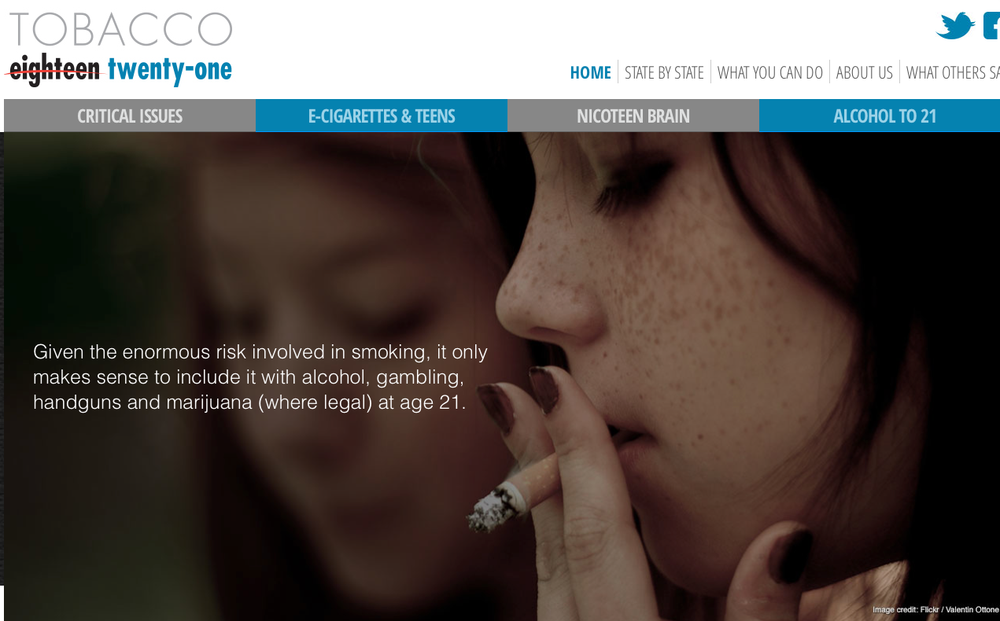 TOBACCO
eighteen twenty-one
HOME
STATE BY STATE
WHAT YOU CAN DO
ABOUT US
WHAT OTHERS SA
CRITICAL ISSUES
E-CIGARETTES & TEENS
NICOTEEN BRAIN
ALCOHOL TO 21
Given the enormous risk involved in smoking, it only
makes sense to include it with alcohol, gambling,
handguns and marijuana (where legal) at age 21.
Image credit: Flickr / Valentin Ottone